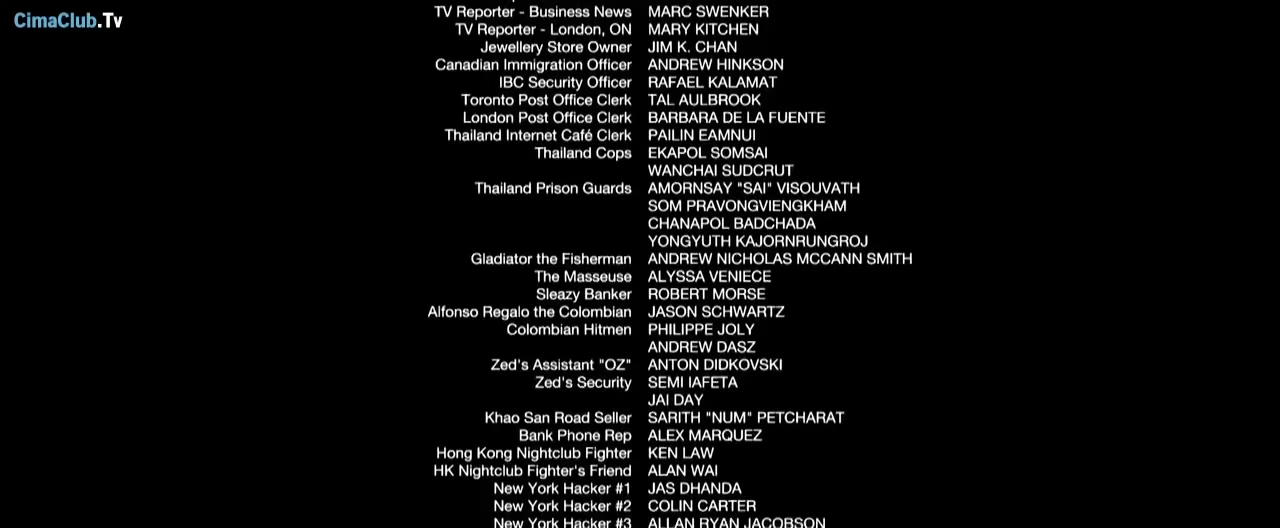 CimaClub.Tv
TV Reporter - Business News MARC SWENKER
TV Reporter - London, ON MARY KITCHEN
Jewellery Store Owner JIM K. CHAN
Canadian Immigration Officer ANDREW HINKSON
IBC Security Officer RAFAEL KALAMAT
Toronto Post Office Clerk TAL AULBROOK
London Post Office Clerk BARBARA DE LA FUENTE
Thailand Internet Café Clerk PAILIN EAMNUI
Thailand Cops EKAPOL SOMSAI
WANCHAI SUDCRUT
Thailand Prison Guards AMORNSAY "SAI" VISOUVATH
SOM PRAVONGVIENGKHAM
CHANAPOL BADCHADA
YONGYUTH KAJORNRUNGROJ
Gladiator the Fisherman ANDREW NICHOLAS MCCANN SMITH
The Masseuse ALYSSA VENIECE
Sleazy Banker ROBERT MORSE
Alfonso Regalo the Colombian JASON SCHWARTZ
Colombian Hitmen PHILIPPE JOLY
ANDREW DASZ
Zed's Assistant "OZ" ANTON DIDKOVSKI
Zed's Security SEMI IAFETA
JAI DAY
Khao San Road Seller SARITH "NUM" PETCHARAT
Bank Phone Rep ALEX MARQUEZ
Hong Kong Nightclub Fighter KEN LAW
HK Nightclub Fighter's Friend ALAN WAI
New York Hacker #1 JAS DHANDA
New York Hacker #2 COLIN CARTER
New York Hacker #3 ALLAN RYAN JACOBSON